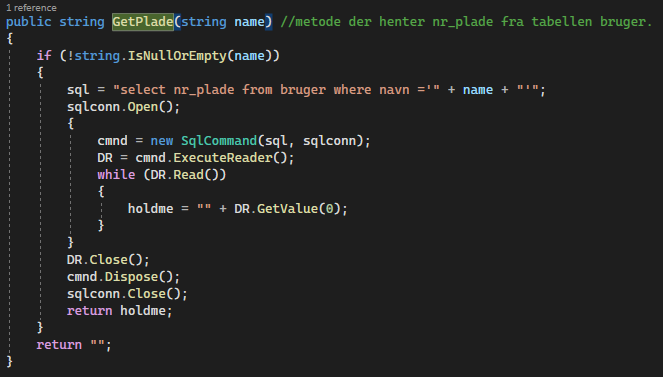 1 reference
public string GetPlade(string name) //metode der henter nr_plade fra tabellen bruger.
{
if (!string.IsNullOrEmpty(name))
{
sql = "select nr_plade from bruger where navn ='" + name + "'";
sqlconn.Open();
{
cmnd = new SqlCommand(sql, sqlconn);
DR = cmnd.ExecuteReader();
while (DR.Read())
{
holdme = "" + DR.GetValue(0);
}
}
DR.Close();
cmnd.Dispose();
sqlconn.Close();
return holdme;
}
return "";
}